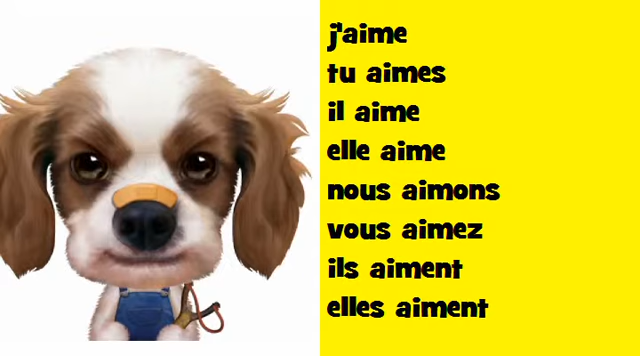 j'aime
tu aimes
il aime
elle aime
nous aimons
vous aimez
ils aiment
elles aiment